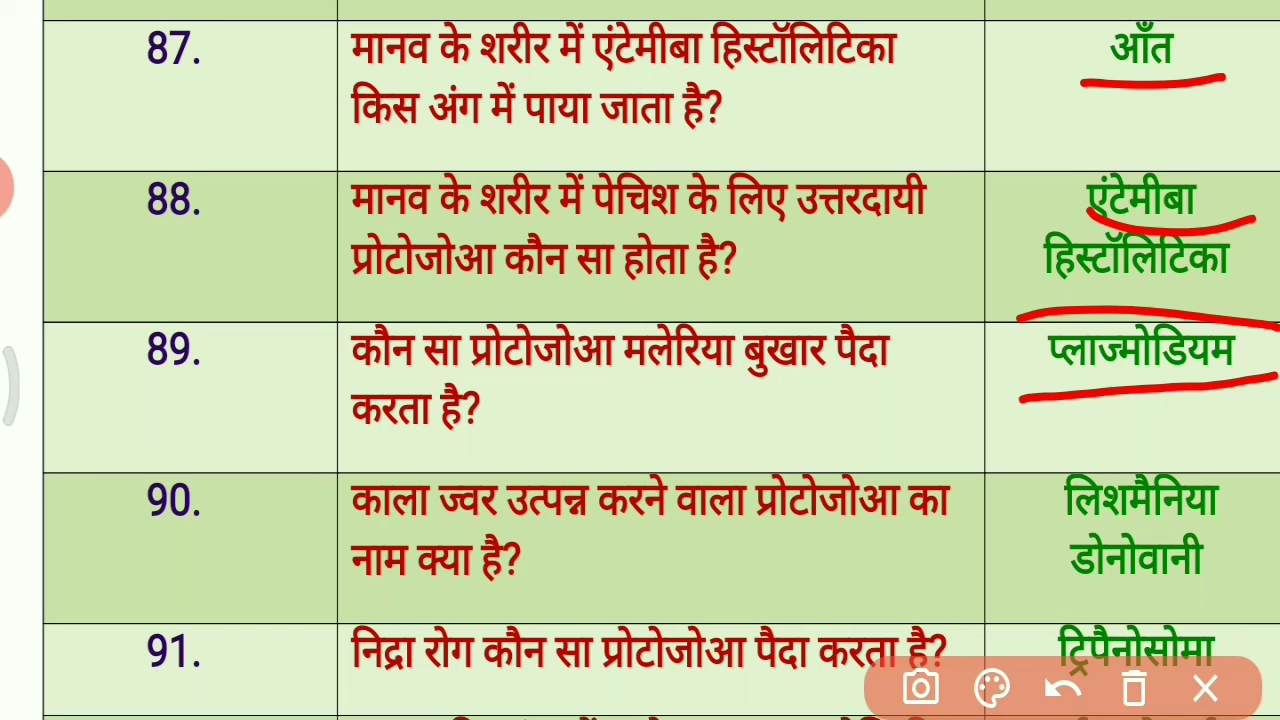 87.
मानव के शरीर में एंटेमीबा हिस्टॉलिटिका
किस अंग में पाया जाता है?
आँत
88.
मानव के शरीर में पेचिश के लिए उत्तरदायी
प्रोटोजोआ कौन सा होता है?
एंटेमीबा
हिस्टॉलिटिका
89.
कौन सा प्रोटोजोआ मलेरिया बुखार पैदा
करता है?
प्लाज्मोडियम
90.
काला ज्वर उत्पन्न करने वाला प्रोटोजोआ का
नाम क्या है?
लिशमैनिया
डोनोवानी
91.
निद्रा रोग कौन सा प्रोटोजोआ पैदा करता है?
ट्रिपैनोसोमा